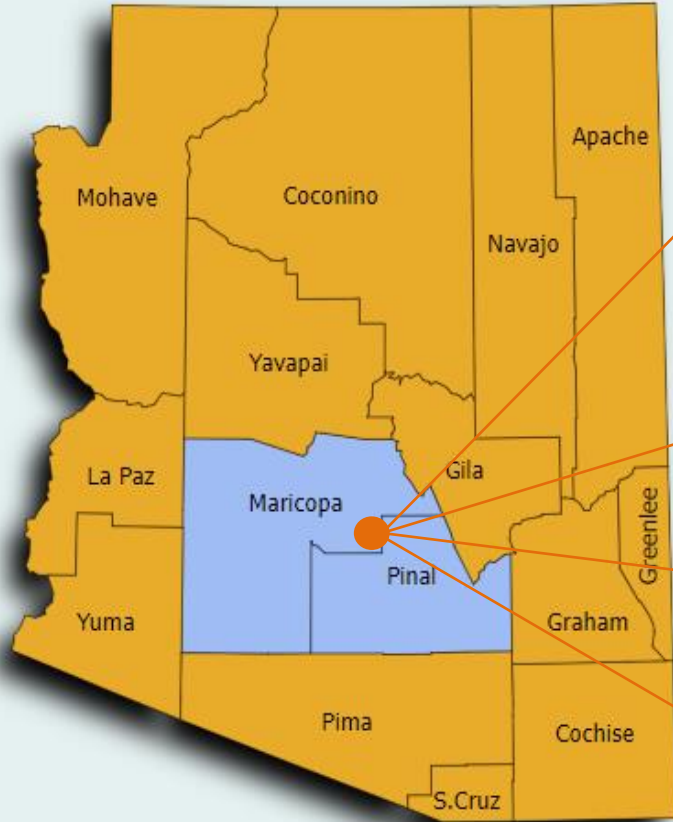 Apache
Mohave
Coconino
Navajo
Yavapai
La Paz
Gila
Maricopa
Greenlee
Pinal
Yuma
Graham
Pima
Cochise
S.Cruz